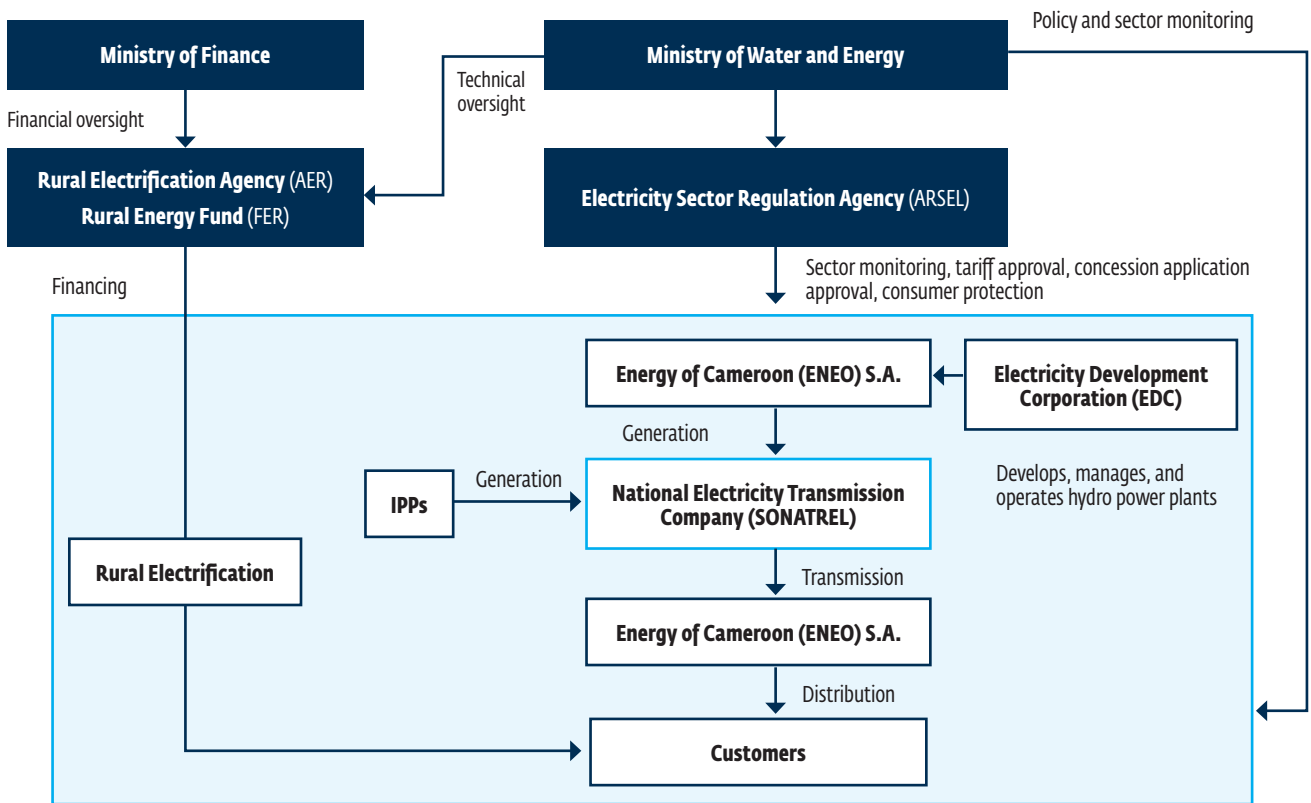 Policy and sector monitoring
Ministry of Finance
Ministry of Water and Energy
Technical
oversight
Financial oversight
Rural Electrification Agency (AER)
Rural Energy Fund (FER)
Electricity Sector Regulation Agency (ARSEL)
Financing
Sector monitoring, tariff approval, concession application
approval, consumer protection
Energy of Cameroon (ENEO) S.A.
Electricity Development
Corporation (EDC)
Generation
Develops, manages, and
operates hydro power plants
IPPs
Generation
National Electricity Transmission
Company (SONATREL)
Rural Electrification
Transmission
Energy of Cameroon (ENEO) S.A.
Distribution
Customers